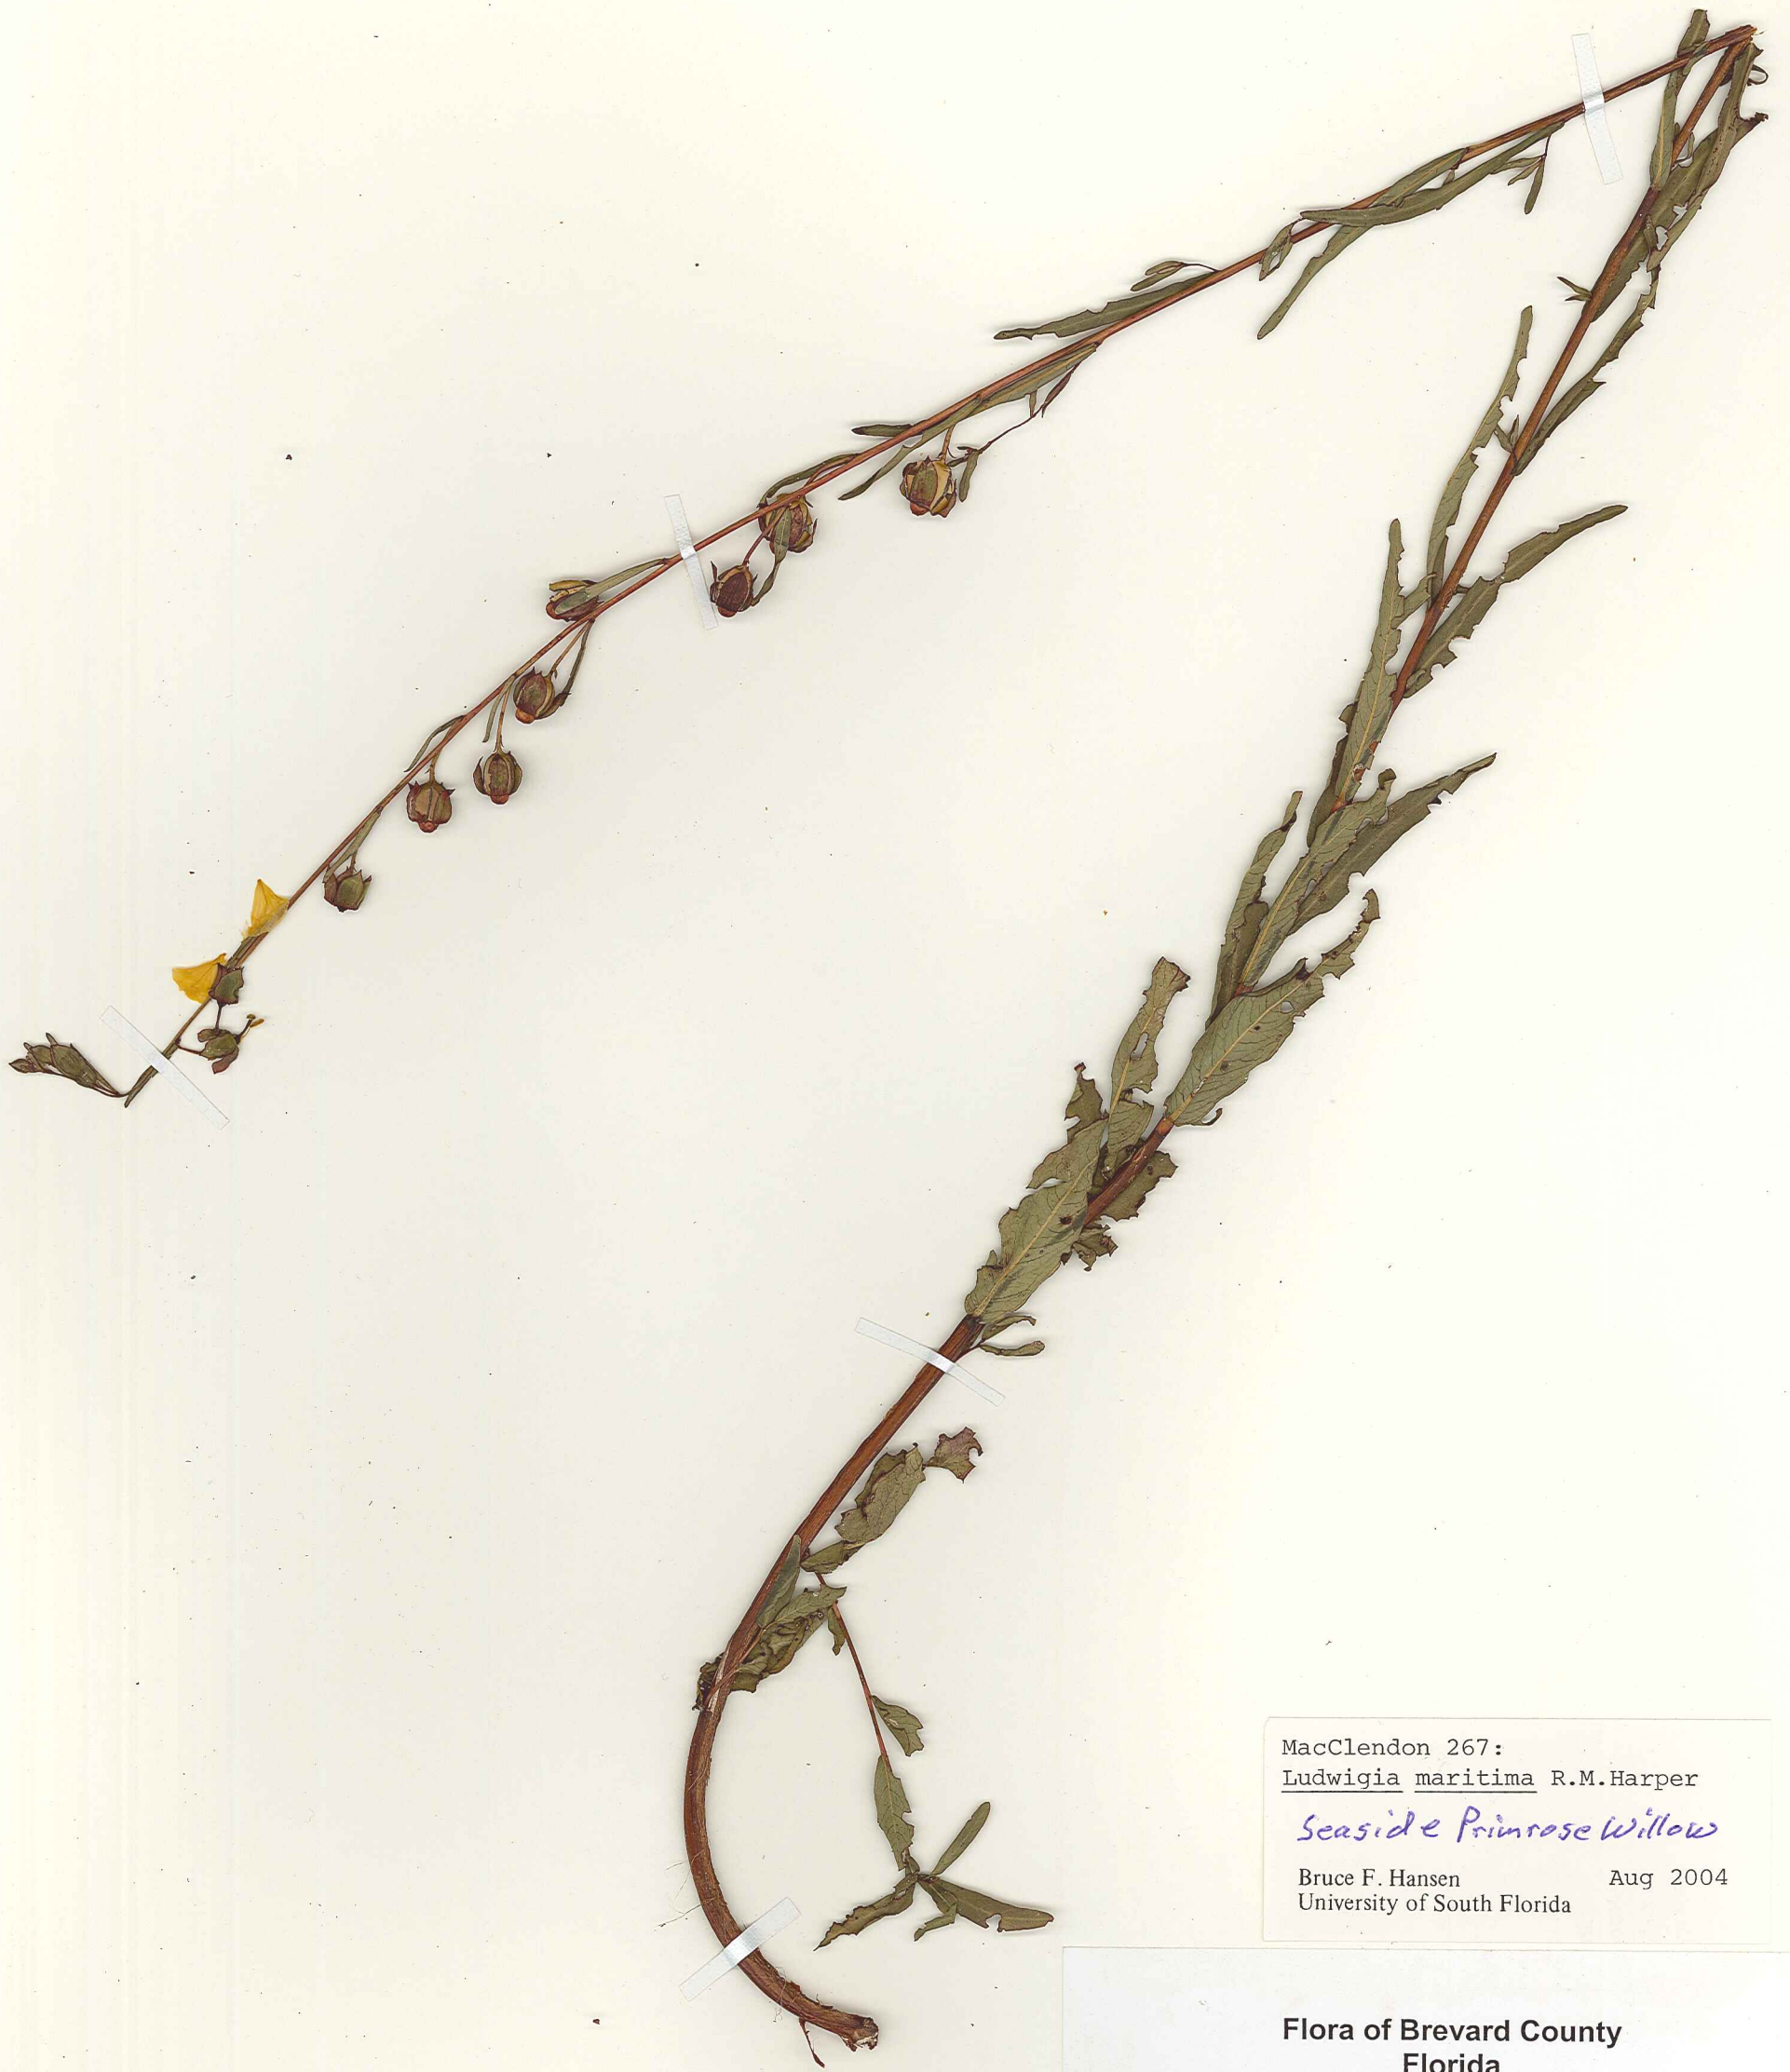 MacClendon 267:
Ludwigia maritima R.M.Harper
Seaside Primrose Willow
Bruce F. Hansen Aug 2004
University of South Florida
Flora of Brevard County
Florida